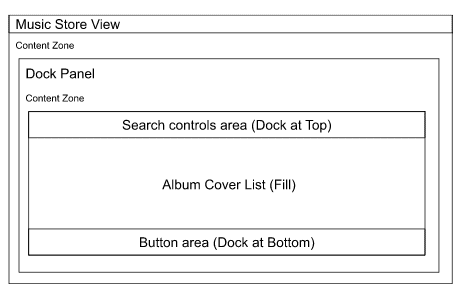 Music Store View
Content Zone
Dock Panel
Content Zone
Search controls area (Dock at Top)
Album Cover List (Fill)
Button area (Dock at Bottom)